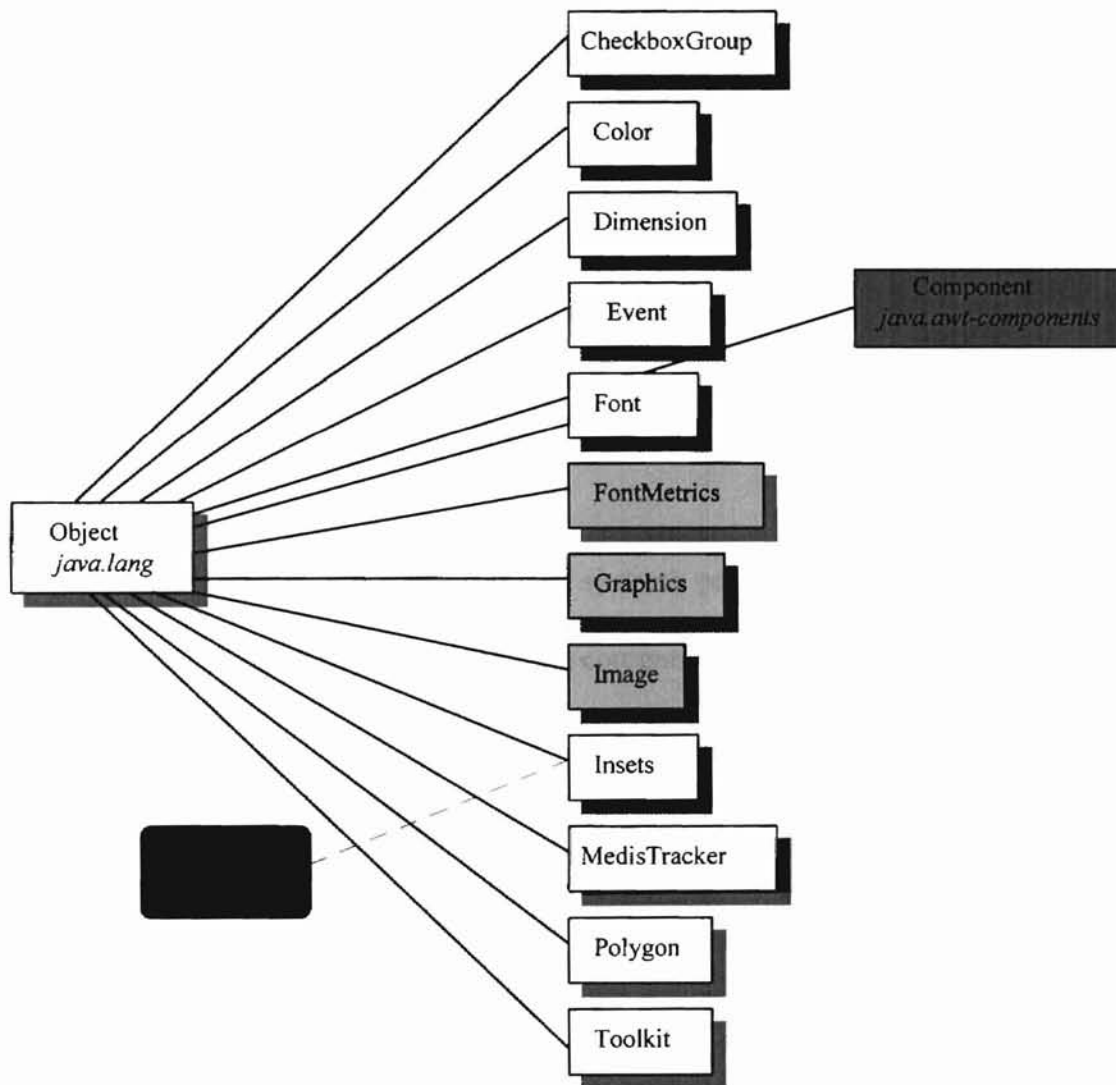 CheckboxGroup
Color
Dimension
Event
Component
java.awt-components
Font
FontMetrics
Object
java.lang
Graphics
Image
Insets
MedisTracker
Polygon
Toolkit